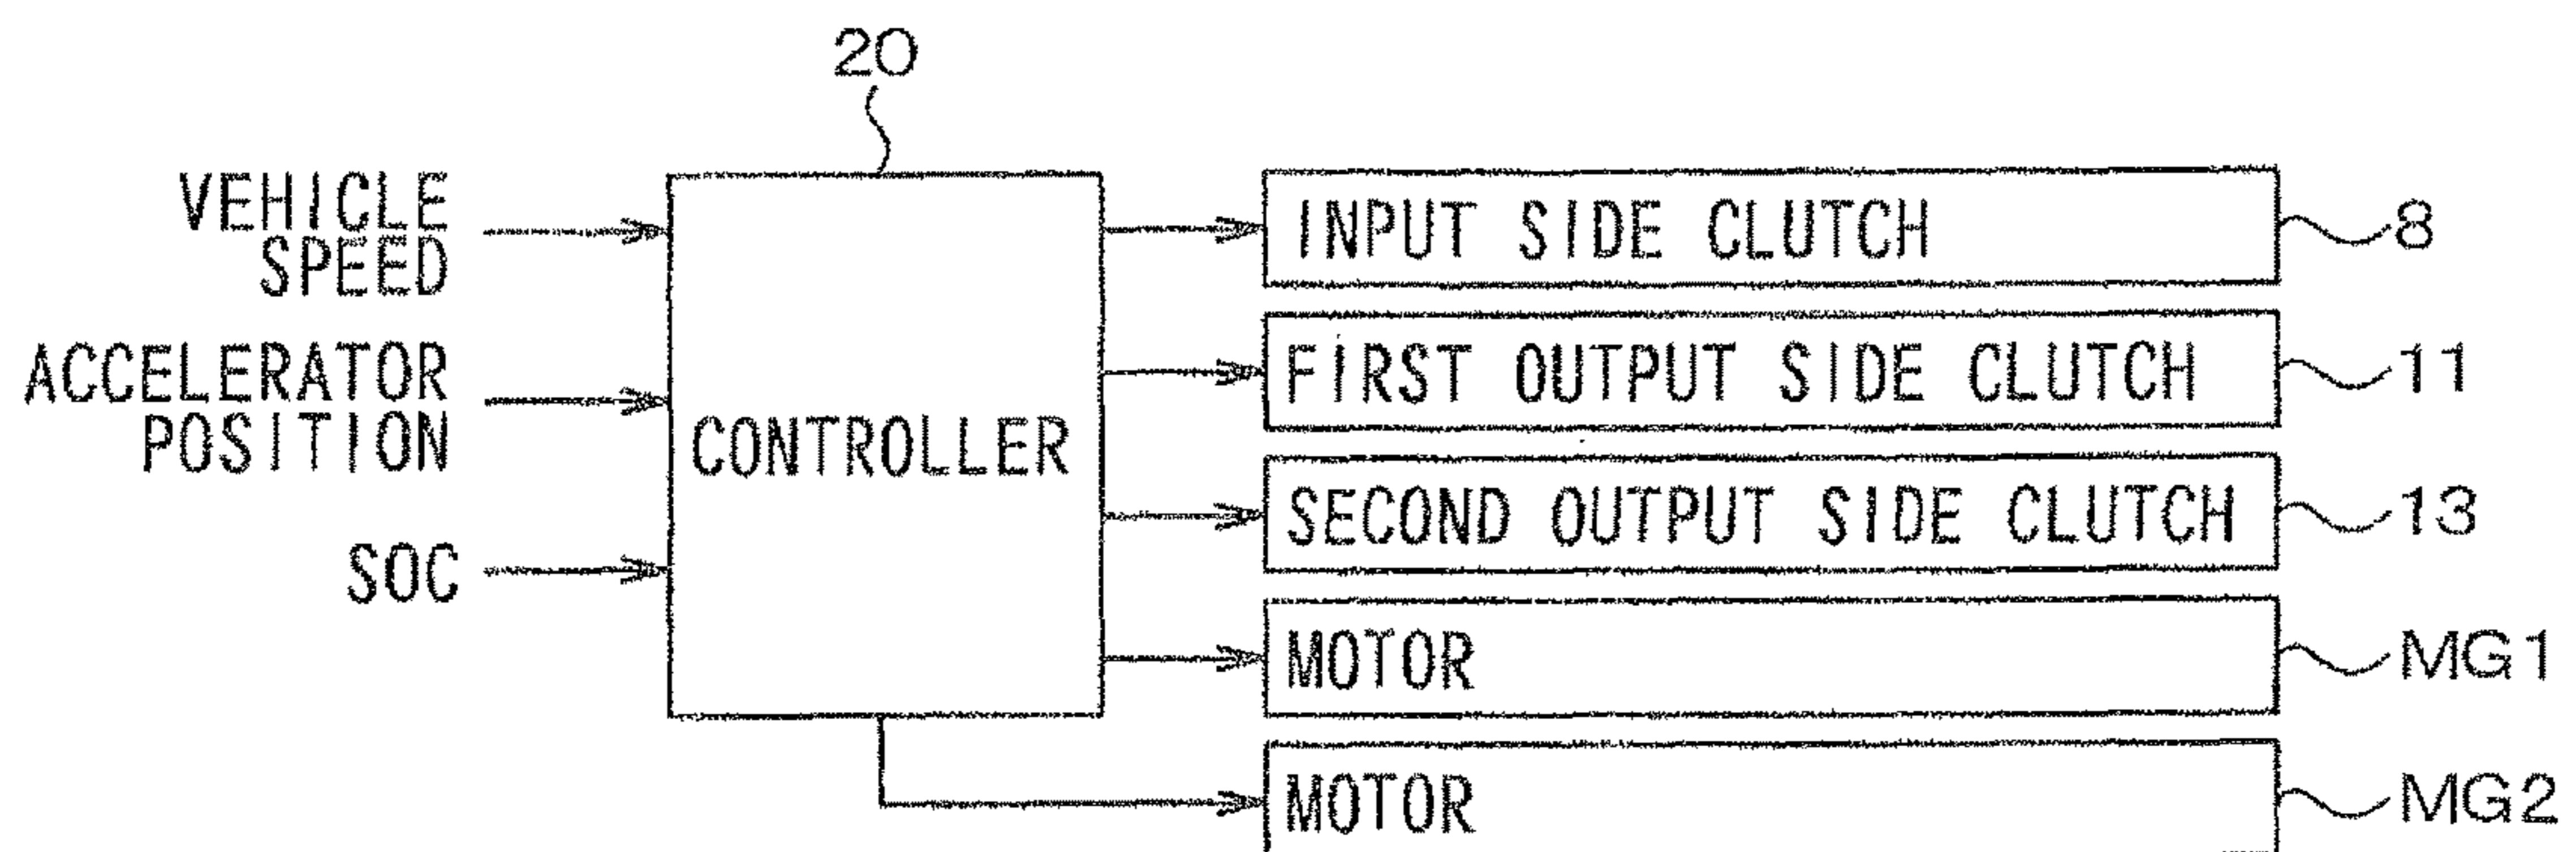 20
VEHICLE
SPEED
ACCELERATOR
POSITION
SOC
CONTROLLER
INPUT SIDE CLUTCH
8
FIRST OUTPUT SIDE CLUTCH
11
SECOND OUTPUT SIDE CLUTCH
13
MOTOR
MG1
MOTOR
MG2